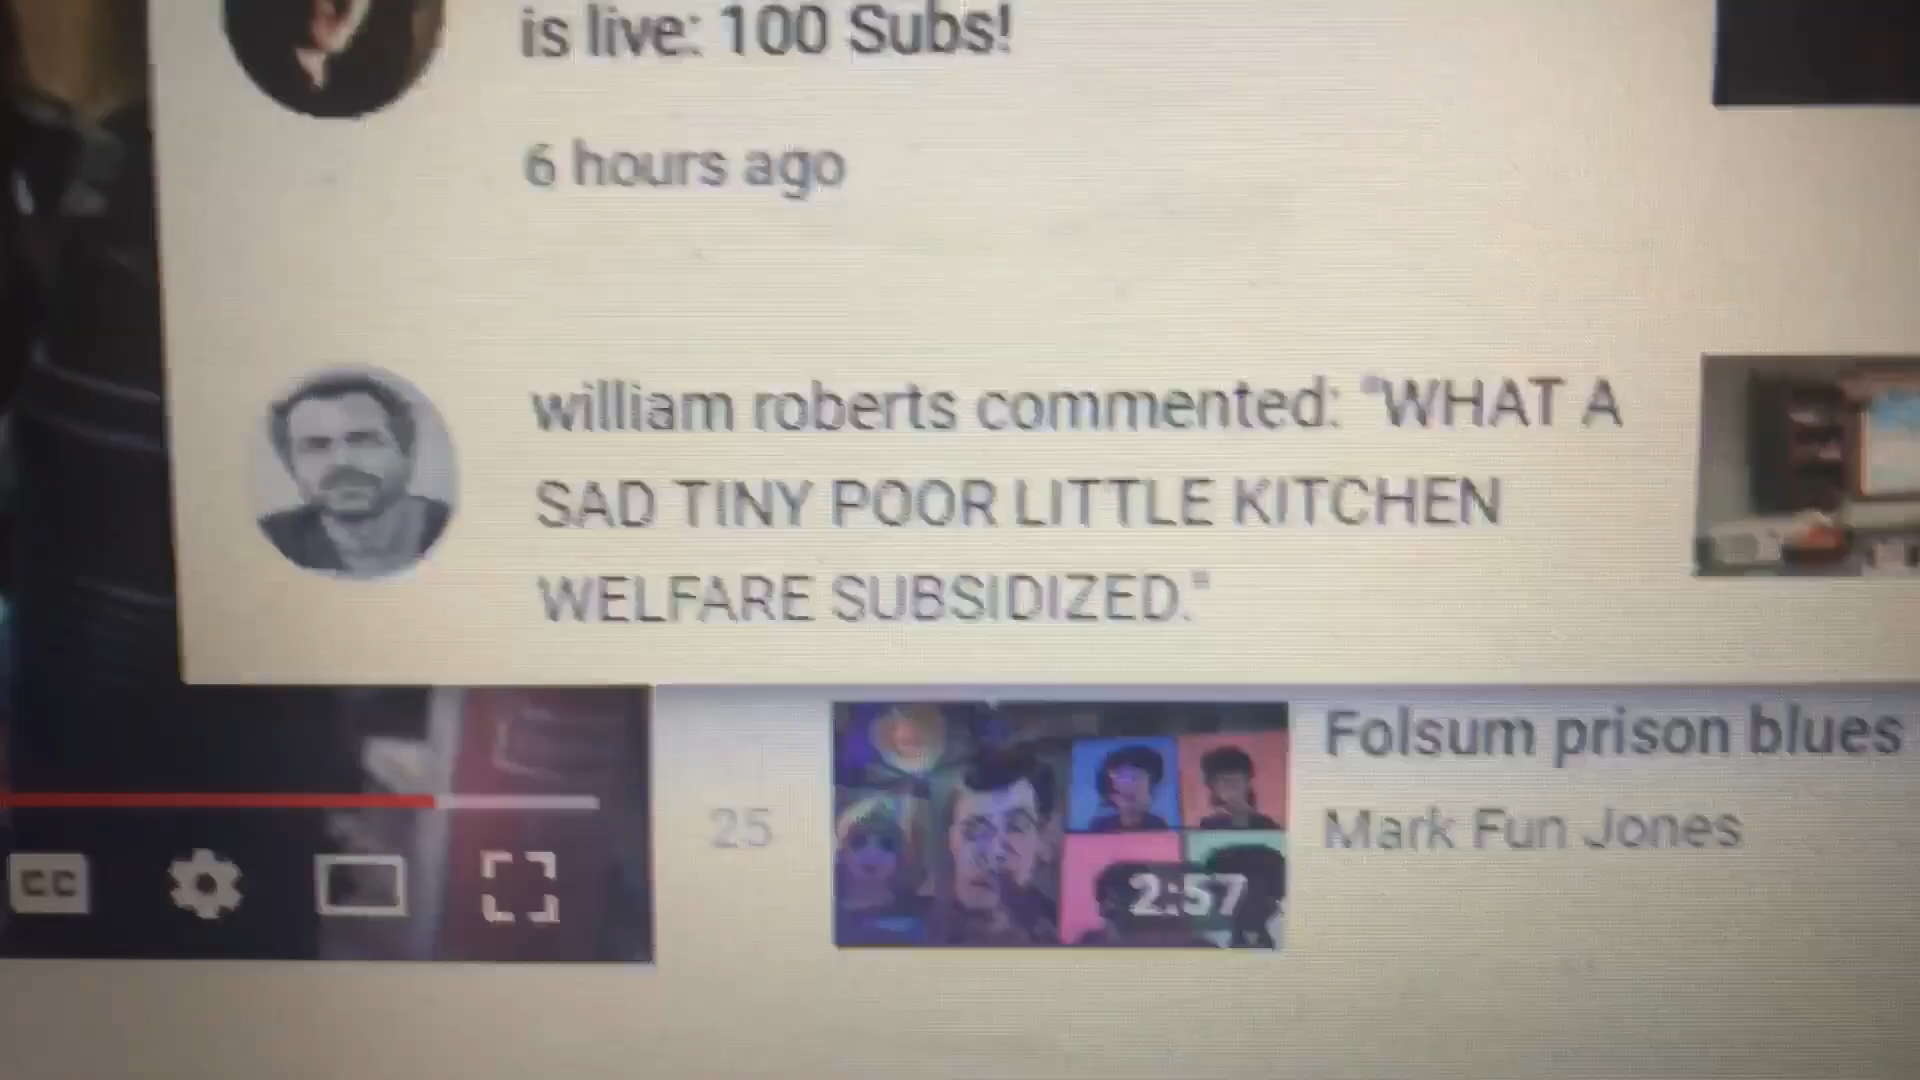 is live: 100 Subs!
6 hours ago
william roberts commented: "WHAT A
SAD TINY POOR LITTLE KITCHEN
WELFARE SUBSIDIZED."
Folsum prison blues
25
Mark Fun Jones
2:57
CC